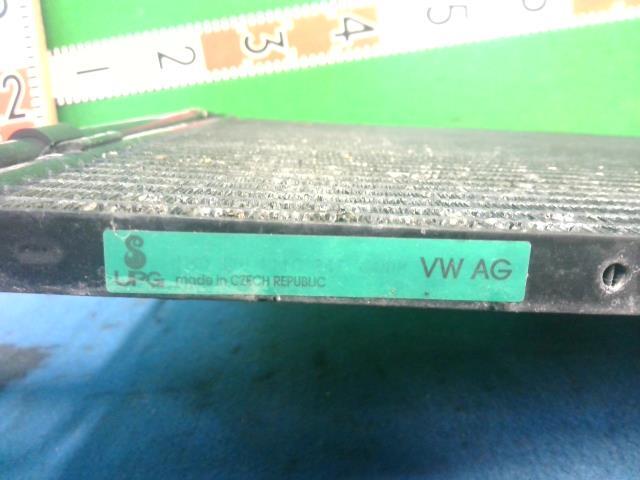 1 2 3 4 5
2
UPG made in CZECH REPUBLIC
VW AG